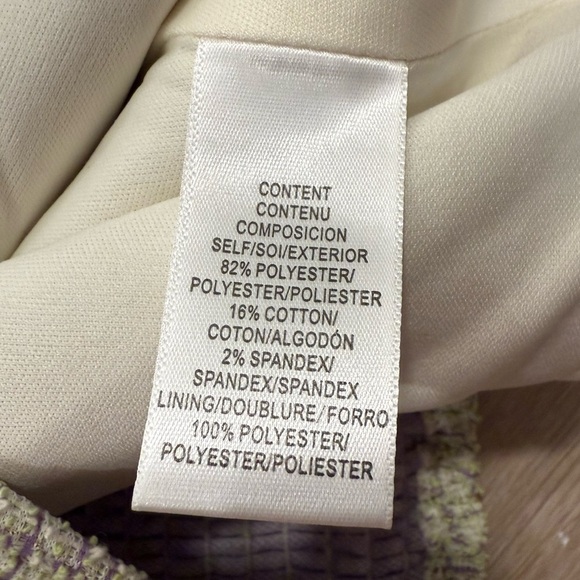 CONTENT
CONTENU
COMPOSICION
SELF/SOI/EXTERIOR
82% POLYESTER/
POLYESTER/POLIESTER
16% COTTON/
COTON/ALGODÓN
2% SPANDEX/
SPANDEX/SPANDEX
LINING/DOUBLURE/FORRO
100% POLYESTER/
POLYESTER/POLIESTER